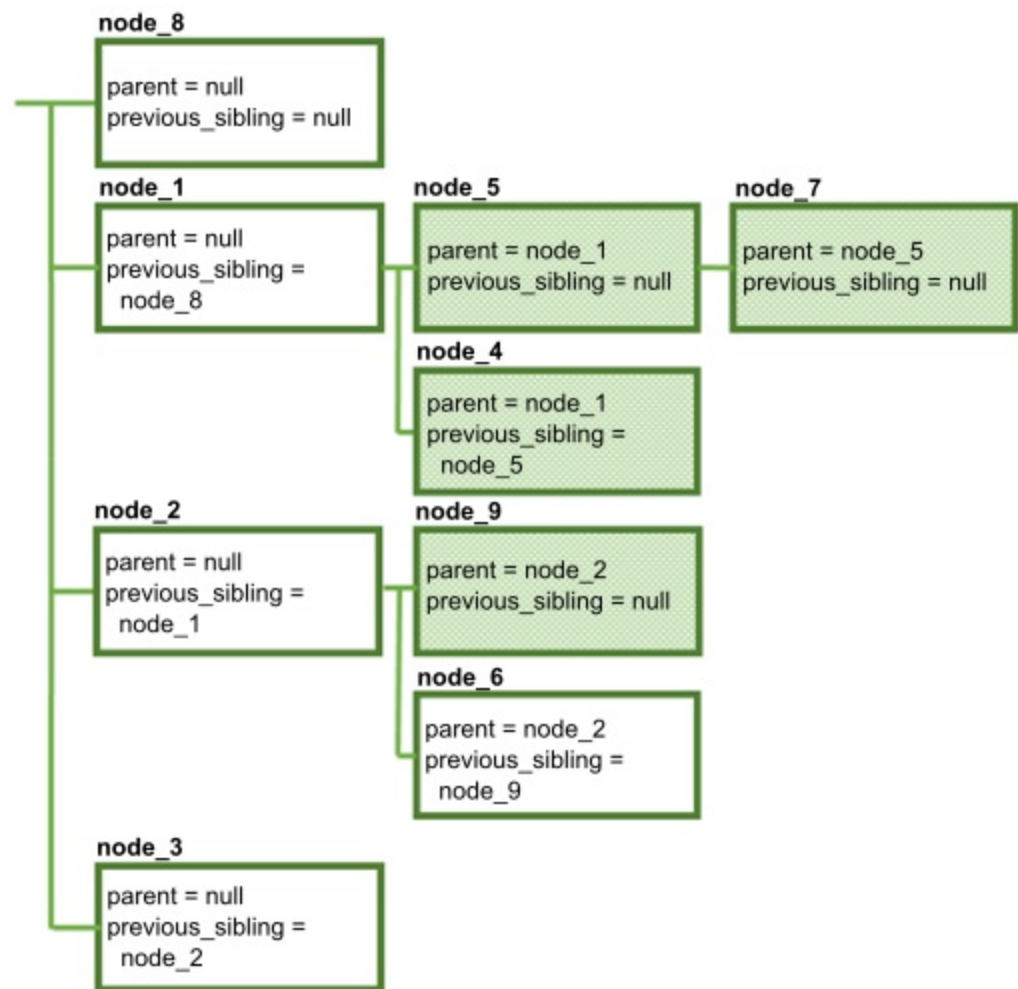 node_8
parent = null
previous_sibling = null
node_1
parent = null
previous_sibling =
node_8
node_5
parent = node_1
previous_sibling = null
node_7
parent = node_5
previous_sibling = null
node_4
parent = node_1
previous_sibling =
node_5
node_2
parent = null
previous_sibling =
node_1
node_9
parent = node_2
previous_sibling = null
node_6
parent = node_2
previous_sibling =
node_9
node_3
parent = null
previous_sibling =
node_2